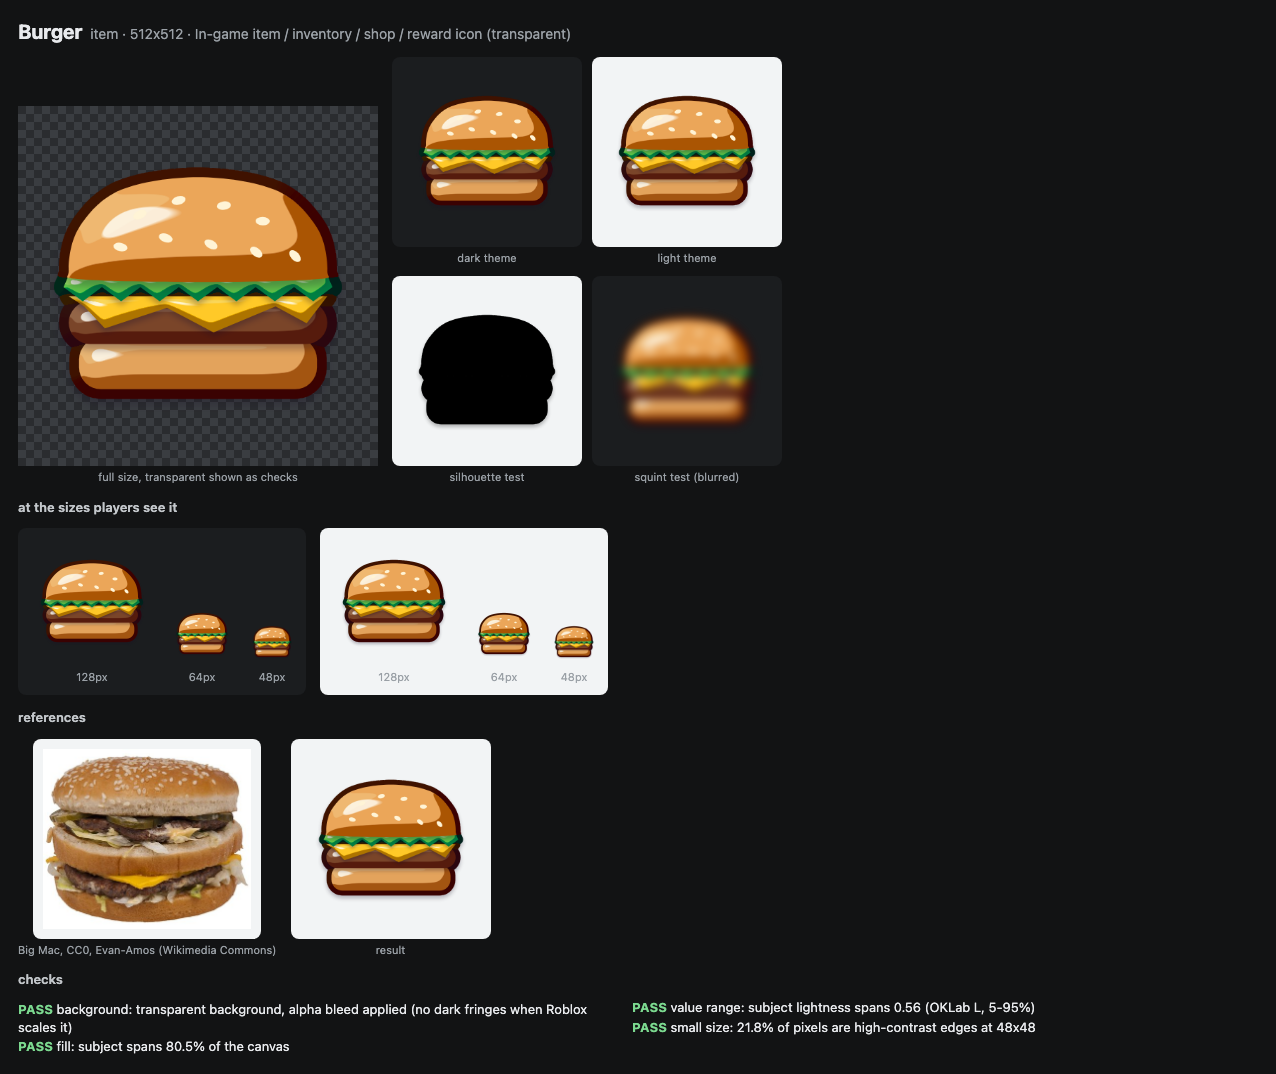 Burger item · 512x512 · In-game item / inventory / shop / reward icon (transparent)
dark theme
light theme
full size, transparent shown as checks
silhouette test
squint test (blurred)
at the sizes players see it
128px
64px
48px
128px
64px
48px
references
Big Mac, CC0, Evan-Amos (Wikimedia Commons)
result
checks
PASS background: transparent background, alpha bleed applied (no dark fringes when Roblox
scales it)
PASS fill: subject spans 80.5% of the canvas
PASS value range: subject lightness spans 0.56 (OKLab L, 5-95%)
PASS small size: 21.8% of pixels are high-contrast edges at 48x48